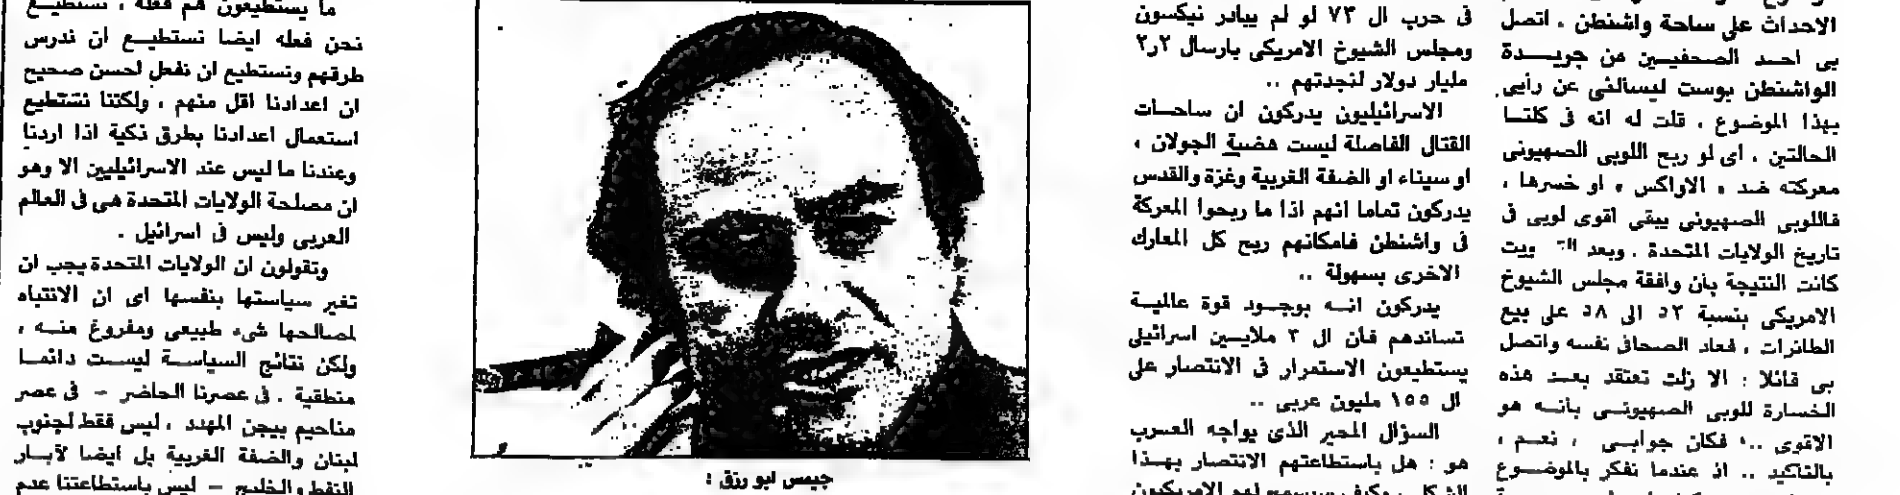 الاحداث على ساحة واشنطن . اتصل
بى احد الصحفيين من جريدة
الواشنطن بوست ليسألنى عن رأيى
بهذا الموضوع . قلت له انه فى كلتا
الحالتين . اى لو ربح اللوبى الصهيونى
معركته ضد « الاواكس » او خسرها ،
فاللوبى الصهيونى يبقى اقوى لوبى فى
تاريخ الولايات المتحدة . وبعد
كانت النتيجة بأن وافقة مجلس الشيوخ
الامريكى بنسبة ٥٢ الى ٥٨ على بيع
الطائرات ، فعاد الصحافى نفسه واتصل
بى قائلا : الا زلت تعتقد بعد هذه
الخسارة للوبى الصهيونى بانه هو
الاقوى ..، فكان جوابى ، نعم ،
بالتاكيد .. اذ عندما نفكر بالموضوع
فى حرب ال ٧٣ لو لم يبادر نيكسون
ومجلس الشيوخ الامريكى بارسال ٢ر٢
مليار دولار لنجدتهم ..
الاسرائيليون يدركون ان ساحات
القتال الفاصلة ليست هضبة الجولان ،
او سيناء او الضفة الغربية وغزة والقدس
يدركون تماما انهم اذا ما ربحوا المعركة
فى واشنطن فامكانهم ربح كل المعارك
الاخرى بسهولة ..
يدركون انه بوجود قوة عالمية
تساندهم فأن ال ٣ ملايين اسرائيلى
يستطيعون الاستمرار فى الانتصار على
ال ١٥٥ مليون عربى ..
السؤال المحير الذى يواجه العرب
هو : هل باستطاعتهم الانتصار بهذا
الشكل ، وكيف سيسمح لهم الامريكيون
جيمس ابو رزق :
ما يستطيعون هم فعله ، نستطيع
نحن فعله ايضا نستطيع ان ندرس
طرقهم ونستطيع ان نفعل احسن صحيح
ان اعدادنا اقل منهم ، ولكننا نستطيع
استعمال اعدادنا بطرق ذكية اذا اردنا
وعندنا ما ليس عند الاسرائيليين الا وهو
ان مصلحة الولايات المتحدة هى فى العالم
العربى وليس فى اسرائيل .
وتقولون ان الولايات المتحدة يجب ان
تغير سياستها بنفسها اى ان الانتباه
لمصالحها شىء طبيعى ومفروغ منه ،
ولكن نتائج السياسة ليست دائما
منطقية . فى عصرنا الحاضر - فى عصر
مناحيم بيجن المهدد ، ليس فقط لجنوب
لبنان والضفة الغربية بل ايضا لآبار
النفط والخليج - ليس باستطاعتنا عدم